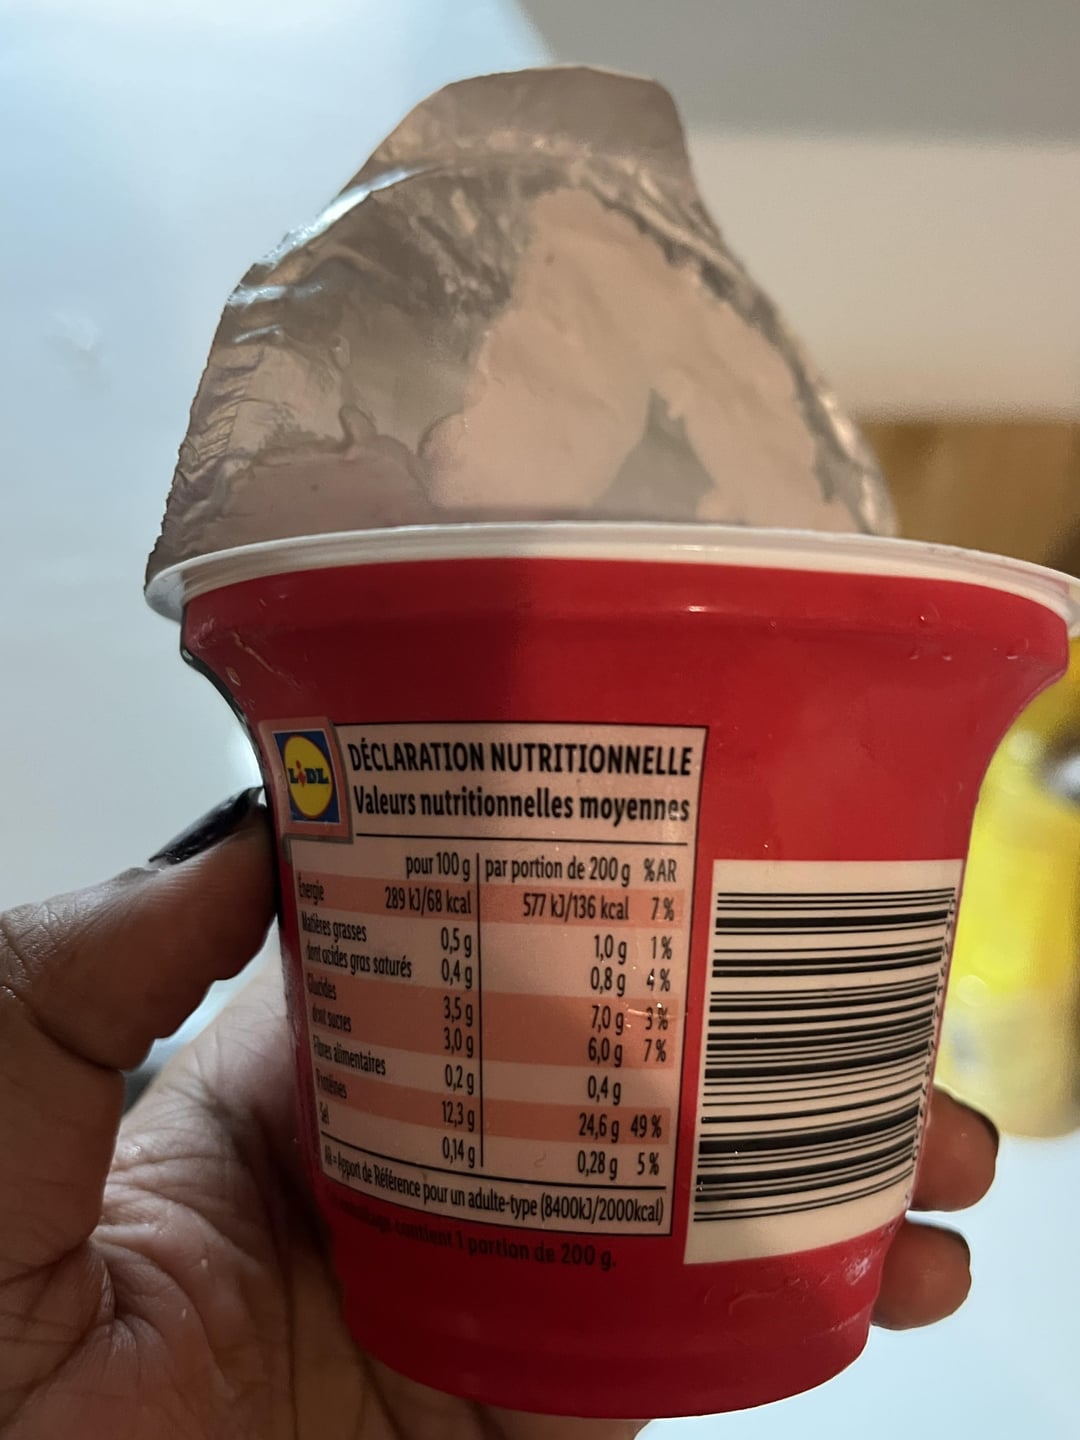 LIDL
DÉCLARATION NUTRITIONNELLE
Valeurs nutritionnelles moyennes
pour 100 g par portion de 200 g %AR
Énergie 289 kJ/68 kcal 577 kJ/136 kcal 7 %
Matières grasses 0,5 g 1,0 g 1 %
dont acides gras saturés 0,4 g 0,8 g 4 %
Glucides 3,5 g 7,0 g 3 %
dont sucres 3,0 g 6,0 g 7 %
Fibres alimentaires 0,2 g 0,4 g
Protéines 12,3 g 24,6 g 49 %
Sel 0,14 g 0,28 g 5 %
AR = Apport de Référence pour un adulte-type (8400kJ/2000kcal)
contient 1 portion de 200 g.